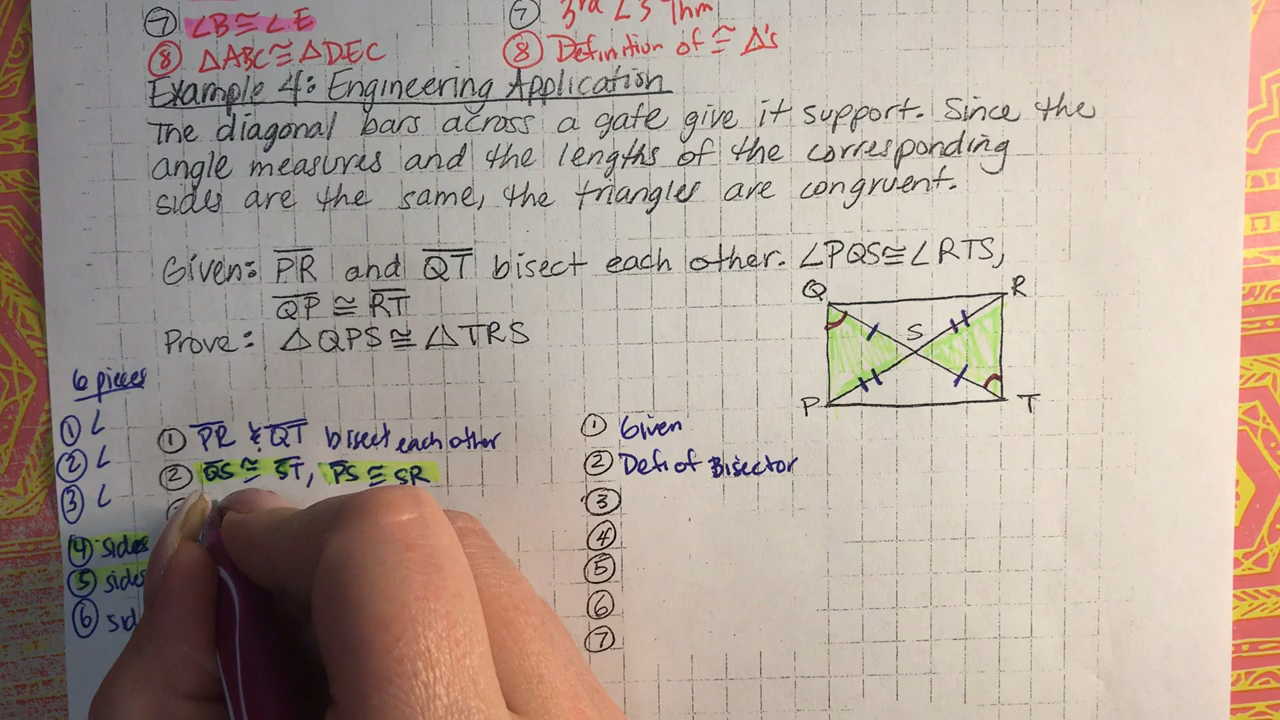 ⑦ ∠B≅∠E ⑦ 3rd ∠'s Thm
⑧ △ABC≅△DEC ⑧ Definition of ≅ △'s
Example 4: Engineering Application
The diagonal bars across a gate give it support. Since the
angle measures and the lengths of the corresponding
sides are the same, the triangles are congruent.
Given: PR and QT bisect each other. ∠PQS≅∠RTS,
QP ≅ RT
Prove: △QPS≅△TRS
Q R
S
P T
6 pieces
① ∠
② ∠
③ ∠
④ sides
⑤ sides
⑥
① PR & QT bisect each other ① Given
② QS ≅ ST, PS ≅ SR ② Def. of Bisector
③
④
⑤
⑥
⑦